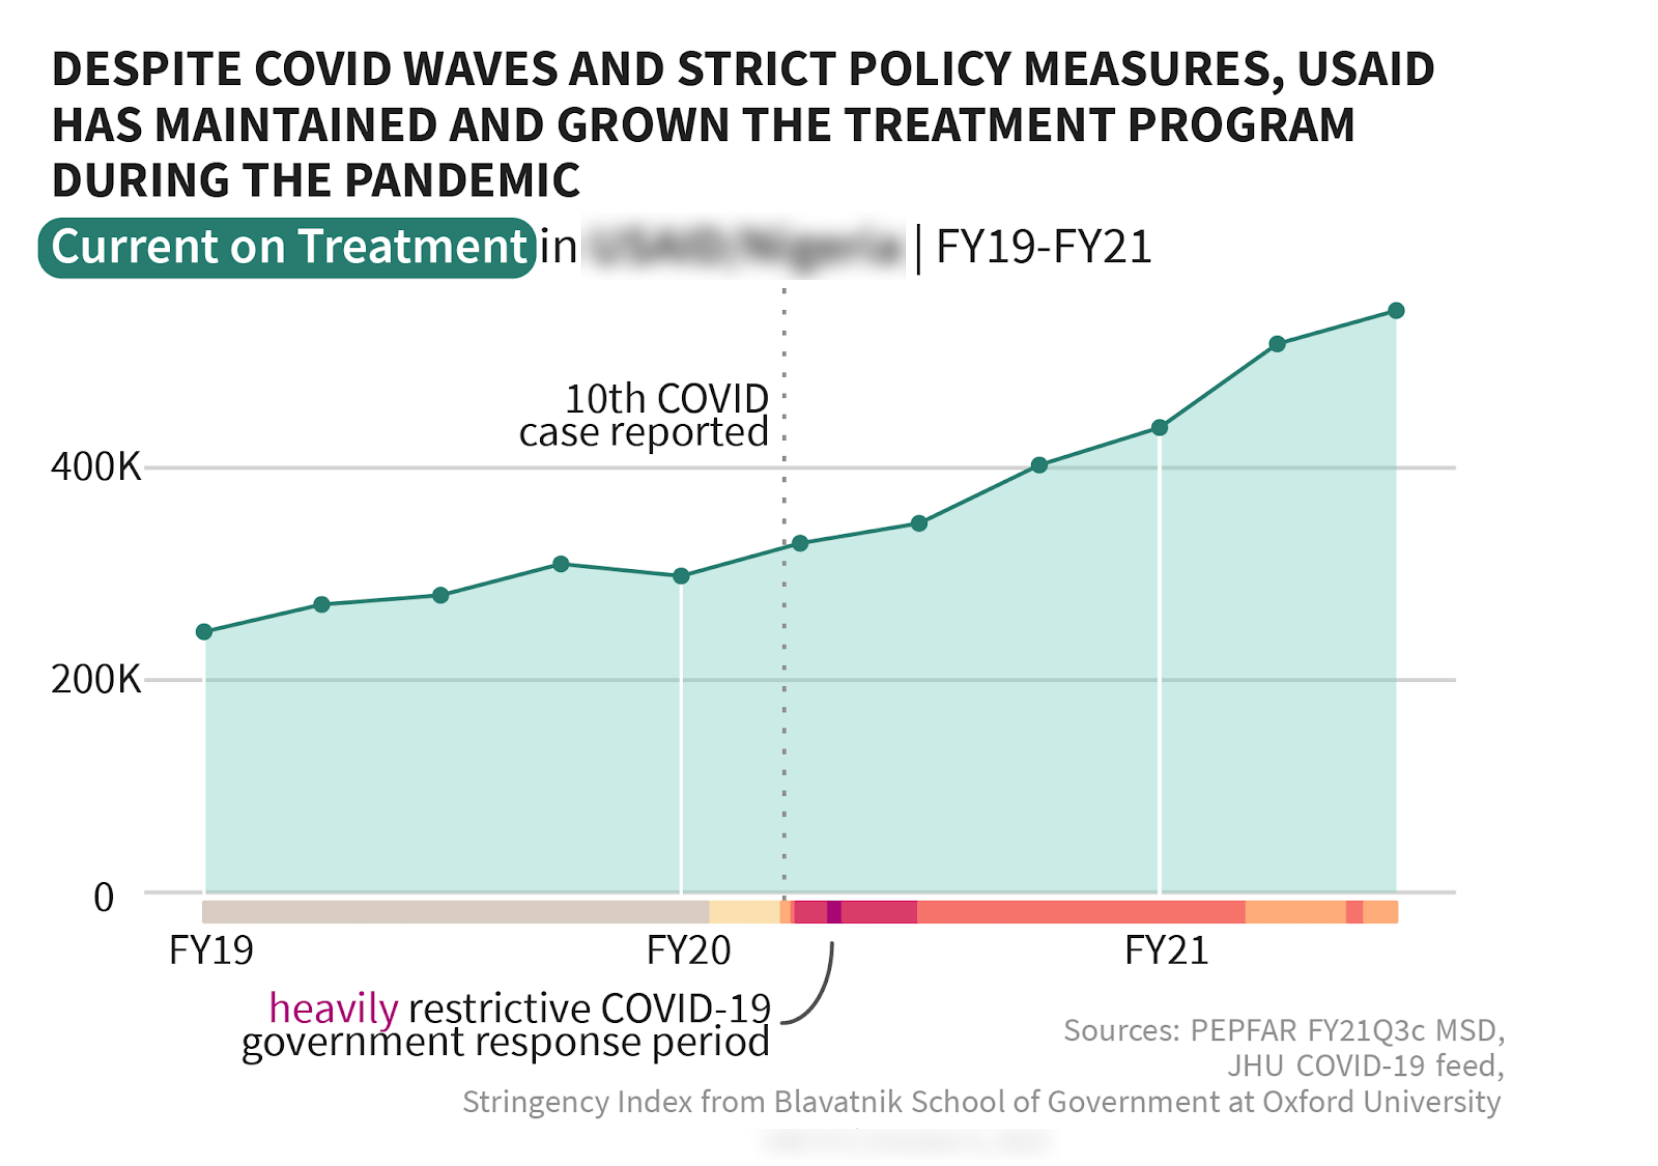 DESPITE COVID WAVES AND STRICT POLICY MEASURES, USAID
HAS MAINTAINED AND GROWN THE TREATMENT PROGRAM
DURING THE PANDEMIC
Current on Treatment in | FY19-FY21
10th COVID
case reported
400K
200K
0
FY19 FY20 FY21
heavily restrictive COVID-19
government response period
Sources: PEPFAR FY21Q3c MSD,
JHU COVID-19 feed,
Stringency Index from Blavatnik School of Government at Oxford University